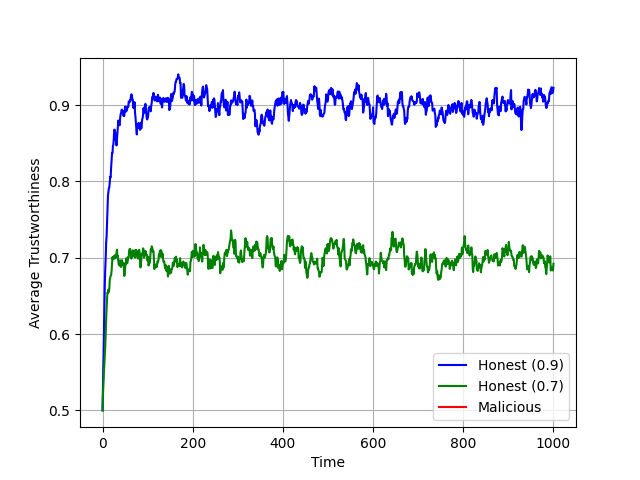 0.9
0.8
0.7
0.6
0.5
Average Trustworthiness
0 200 400 600 800 1000
Time
Honest (0.9)
Honest (0.7)
Malicious